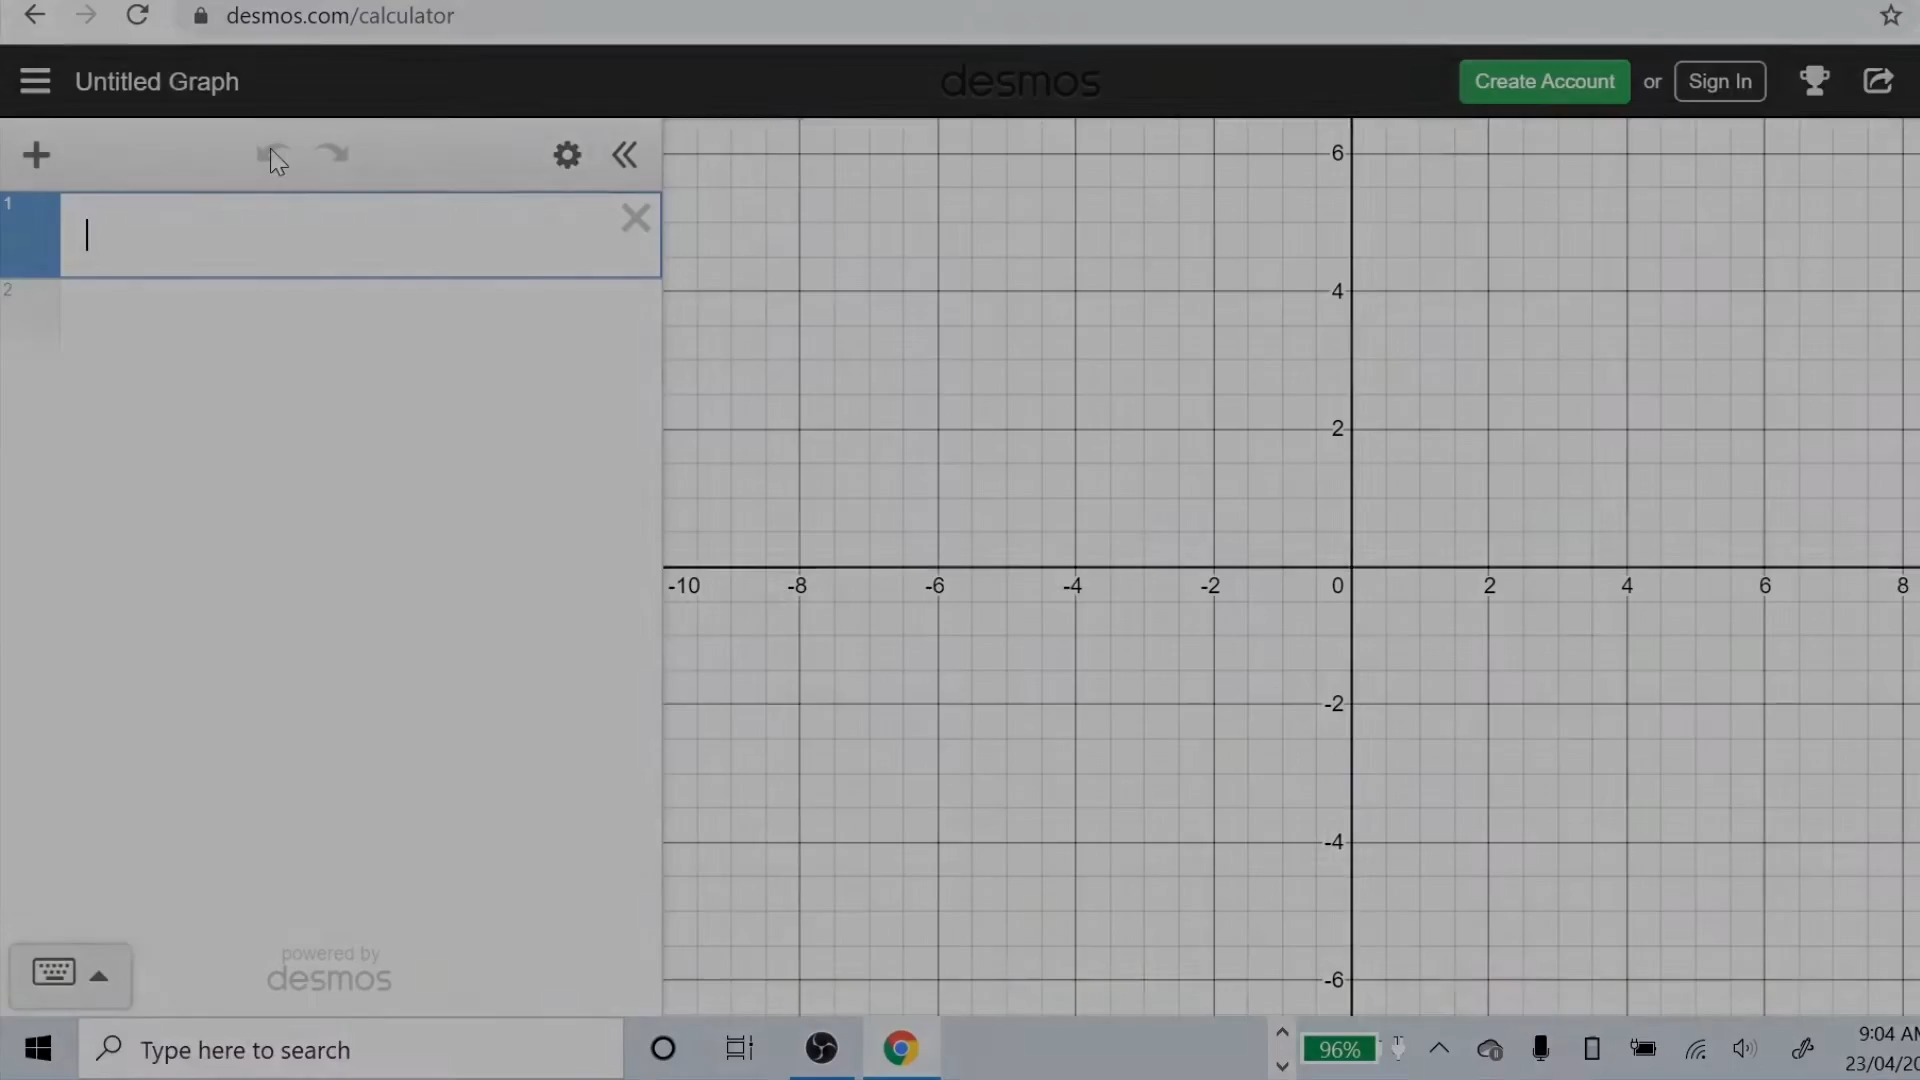 desmos.com/calculator
Untitled Graph
desmos
Create Account or Sign In
1
2
6
4
2
-10 -8 -6 -4 -2 0 2 4 6 8
-2
-4
-6
powered by
desmos
Type here to search
96%
9:04 AM
23/04/20